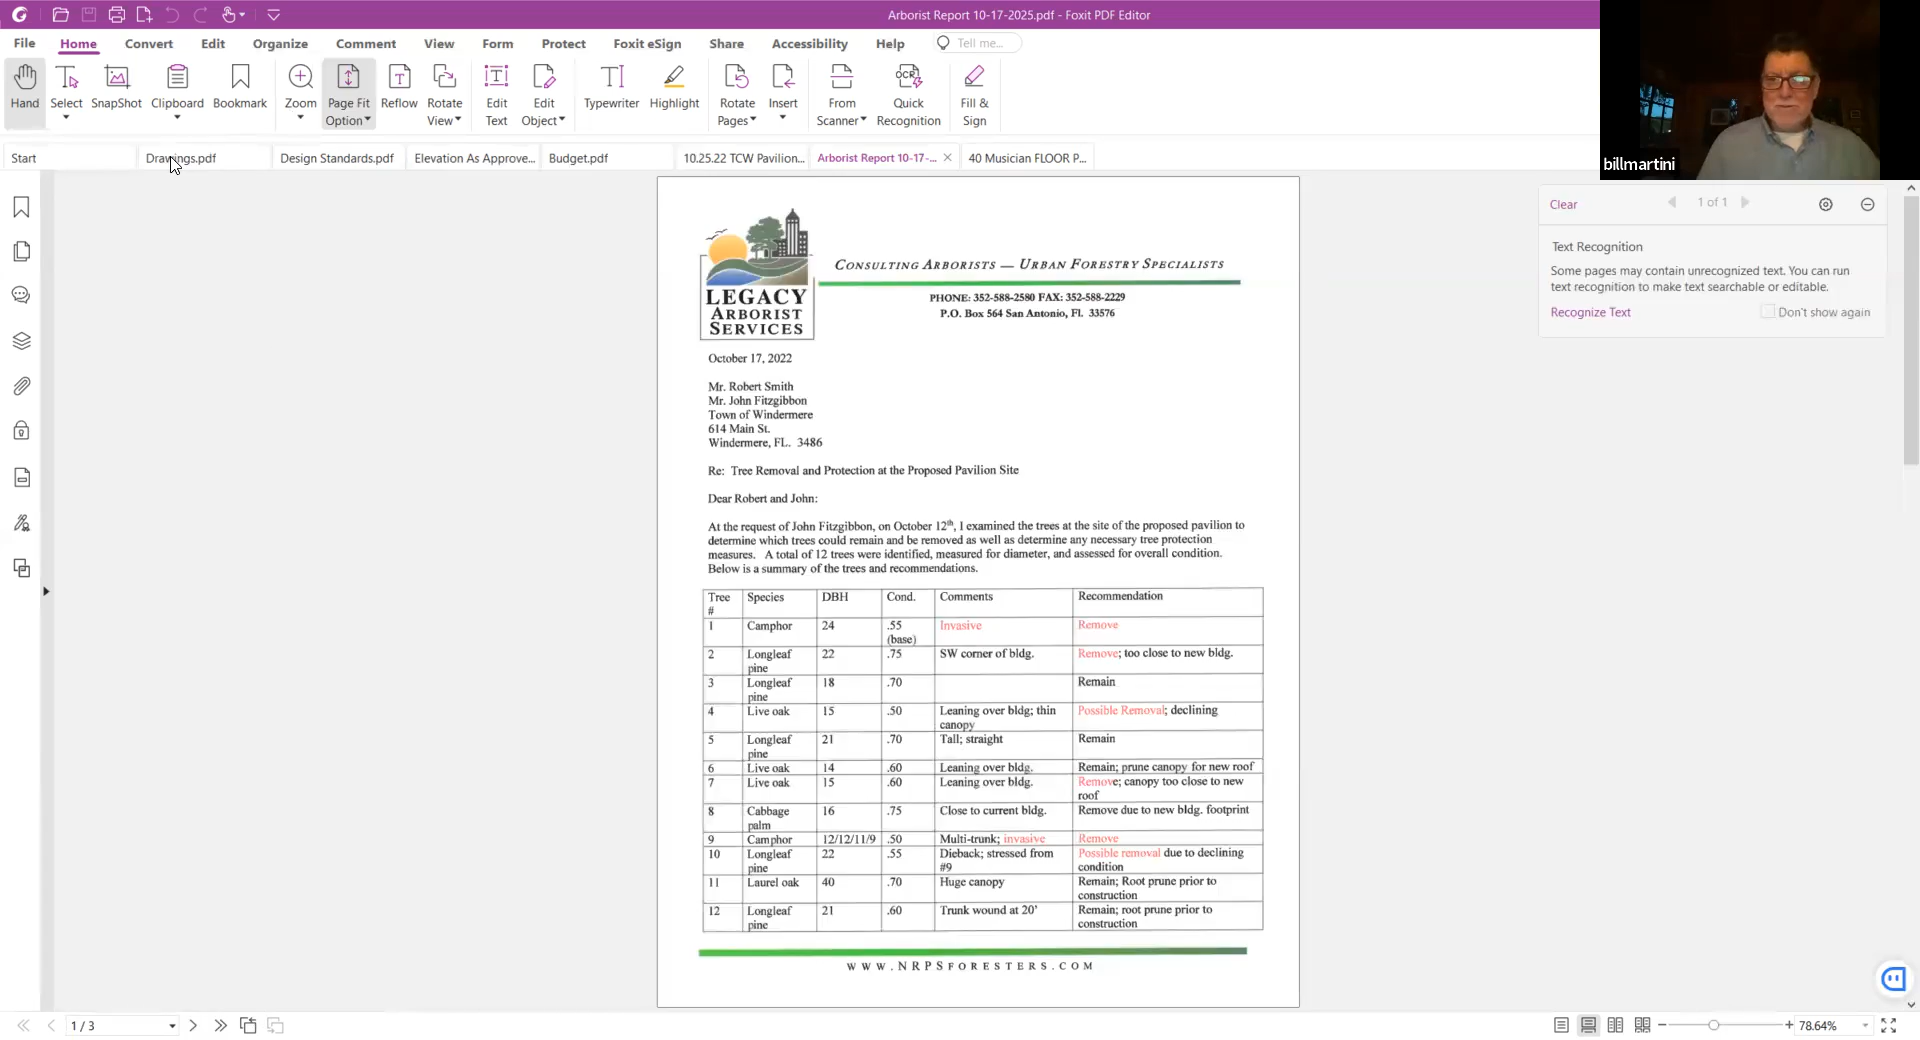 Arborist Report 10-17-2025.pdf - Foxit PDF Editor
File Home Convert Edit Organize Comment View Form Protect Foxit eSign Share Accessibility Help Tell me...
Hand Select SnapShot Clipboard Bookmark Zoom Page Fit Option Reflow Rotate View Edit Text Edit Object Typewriter Highlight Rotate Pages Insert From Scanner Quick Recognition Fill & Sign
OCR
billmartini
Start Drawings.pdf Design Standards.pdf Elevation As Approve... Budget.pdf 10.25.22 TCW Pavilion... Arborist Report 10-17-... 40 Musician FLOOR P...
Clear 1 of 1
Text Recognition
Some pages may contain unrecognized text. You can run
text recognition to make text searchable or editable.
Recognize Text Don't show again
LEGACY
ARBORIST
SERVICES
CONSULTING ARBORISTS — URBAN FORESTRY SPECIALISTS
PHONE: 352-588-2580 FAX: 352-588-2229
P.O. Box 564 San Antonio, Fl. 33576
October 17, 2022
Mr. Robert Smith
Mr. John Fitzgibbon
Town of Windermere
614 Main St.
Windermere, FL. 3486
Re: Tree Removal and Protection at the Proposed Pavilion Site
Dear Robert and John:
At the request of John Fitzgibbon, on October 12th, I examined the trees at the site of the proposed pavilion to
determine which trees could remain and be removed as well as determine any necessary tree protection
measures. A total of 12 trees were identified, measured for diameter, and assessed for overall condition.
Below is a summary of the trees and recommendations.
Tree # Species DBH Cond. Comments Recommendation
1 Camphor 24 .55 (base) Invasive Remove
2 Longleaf pine 22 .75 SW corner of bldg. Remove; too close to new bldg.
3 Longleaf pine 18 .70 Remain
4 Live oak 15 .50 Leaning over bldg; thin canopy Possible Removal; declining
5 Longleaf pine 21 .70 Tall; straight Remain
6 Live oak 14 .60 Leaning over bldg. Remain; prune canopy for new roof
7 Live oak 15 .60 Leaning over bldg. Remove; canopy too close to new roof
8 Cabbage palm 16 .75 Close to current bldg. Remove due to new bldg. footprint
9 Camphor 12/12/11/9 .50 Multi-trunk; invasive Remove
10 Longleaf pine 22 .55 Dieback; stressed from #9 Possible removal due to declining condition
11 Laurel oak 40 .70 Huge canopy Remain; Root prune prior to construction
12 Longleaf pine 21 .60 Trunk wound at 20' Remain; root prune prior to construction
WWW.NRPSFORESTERS.COM
1 / 3 78.64%